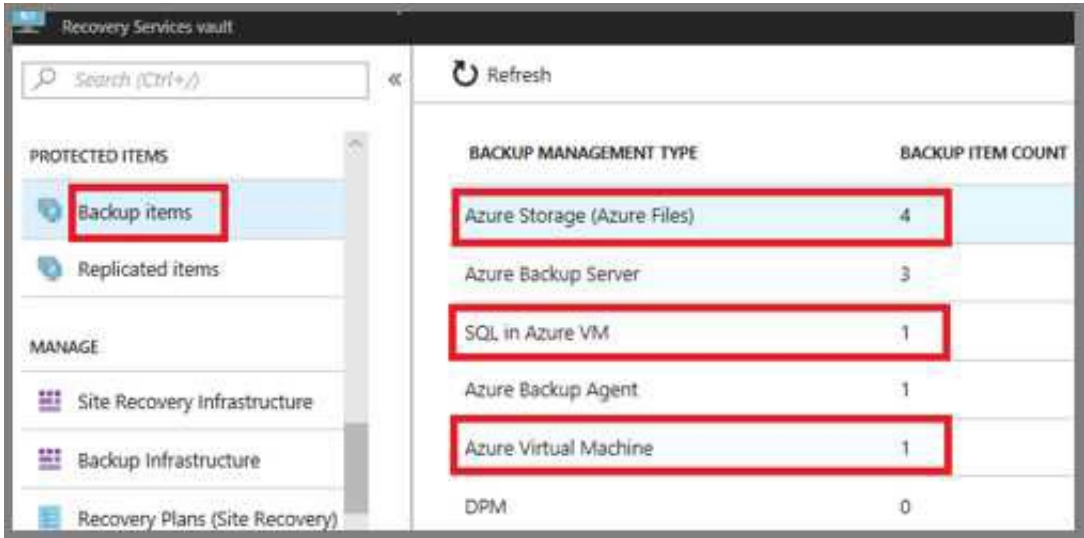 Recovery Services vault
Search (Ctrl+/)
«
Refresh
PROTECTED ITEMS
Backup items
Replicated items
MANAGE
Site Recovery Infrastructure
Backup Infrastructure
Recovery Plans (Site Recovery)
BACKUP MANAGEMENT TYPE BACKUP ITEM COUNT
Azure Storage (Azure Files) 4
Azure Backup Server 3
SQL in Azure VM 1
Azure Backup Agent 1
Azure Virtual Machine 1
DPM 0